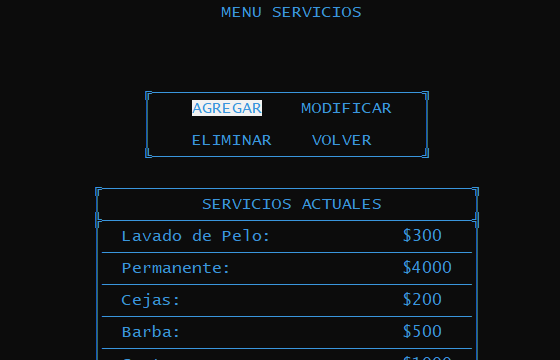 MENU SERVICIOS
AGREGAR MODIFICAR
ELIMINAR VOLVER
SERVICIOS ACTUALES
Lavado de Pelo: $300
Permanente: $4000
Cejas: $200
Barba: $500